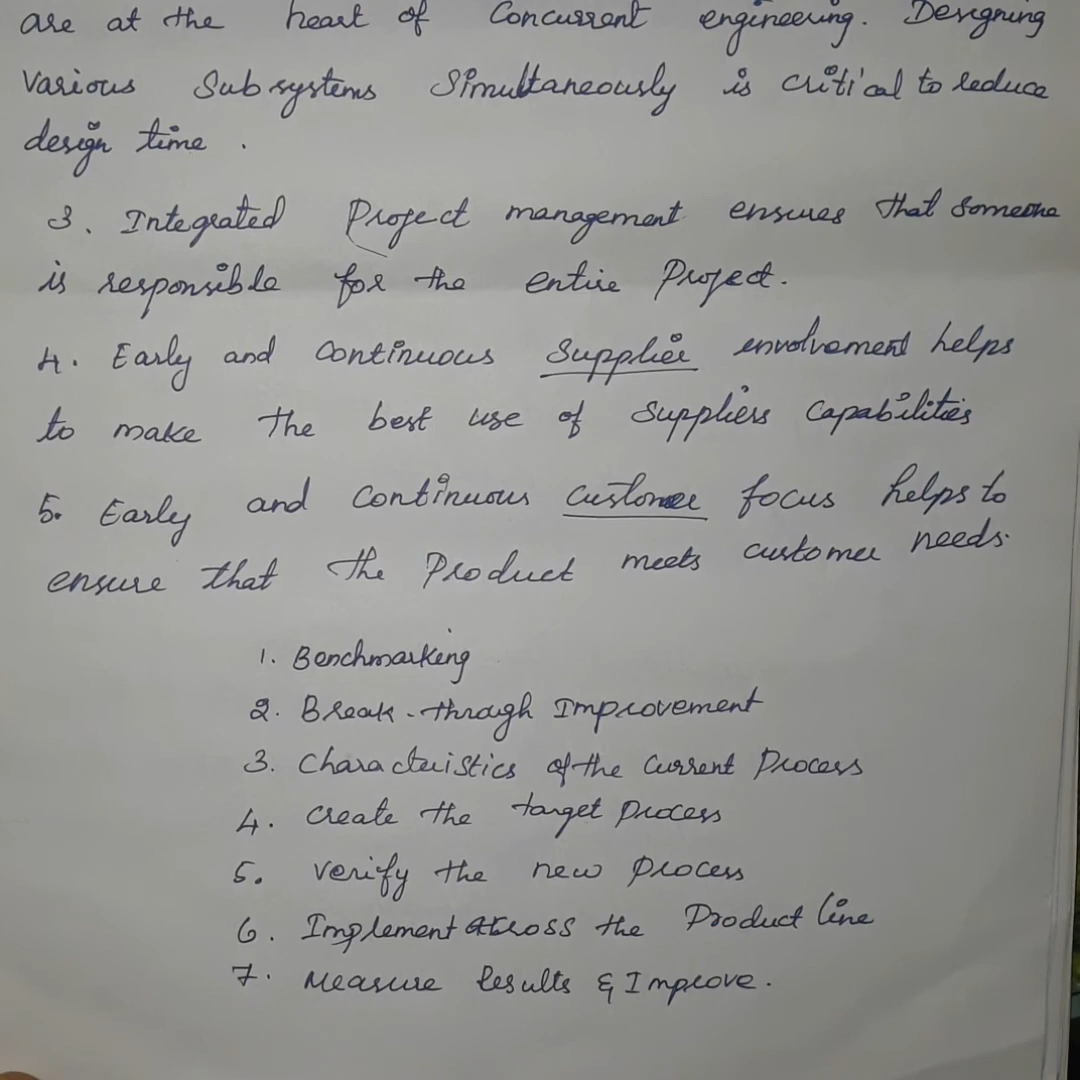 are at the heart of Concurrent engineering. Designing
Various Subsystems Simultaneously is critical to reduce
design time .
3. Integrated Project management ensures that someone
is responsible for the entire Project.
4. Early and Continuous Supplier involvement helps
to make the best use of Suppliers Capabilities
5. Early and Continuous Customer focus helps to
ensure that the Product meets customer needs.
1. Benchmarking
2. Break-through Improvement
3. Characteristics of the Current Process
4. Create the target Process
5. Verify the new Process
6. Implement across the Product line
7. Measure Results & Improve.